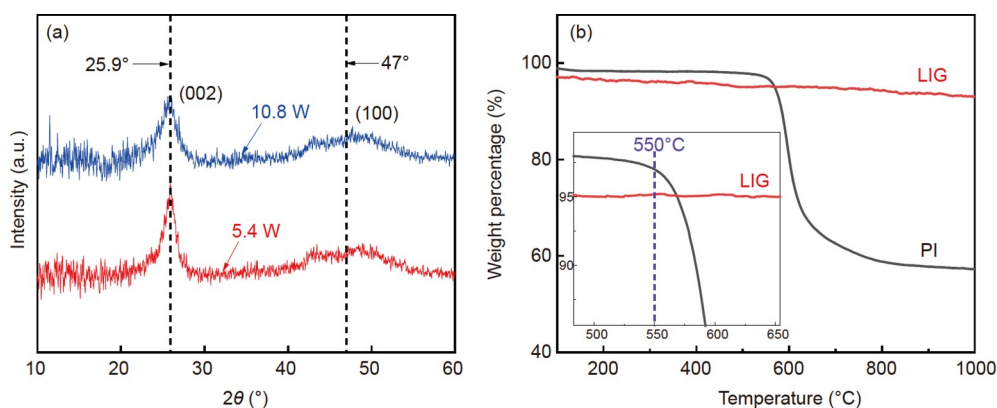 (a)
25.9°
47°
(002)
10.8 W
(100)
5.4 W
Intensity (a.u.)
10 20 30 40 50 60
2θ (°)
(b)
100
80
60
40
Weight percentage (%)
LIG
PI
550°C
LIG
95
90
500 550 600 650
200 400 600 800 1000
Temperature (°C)